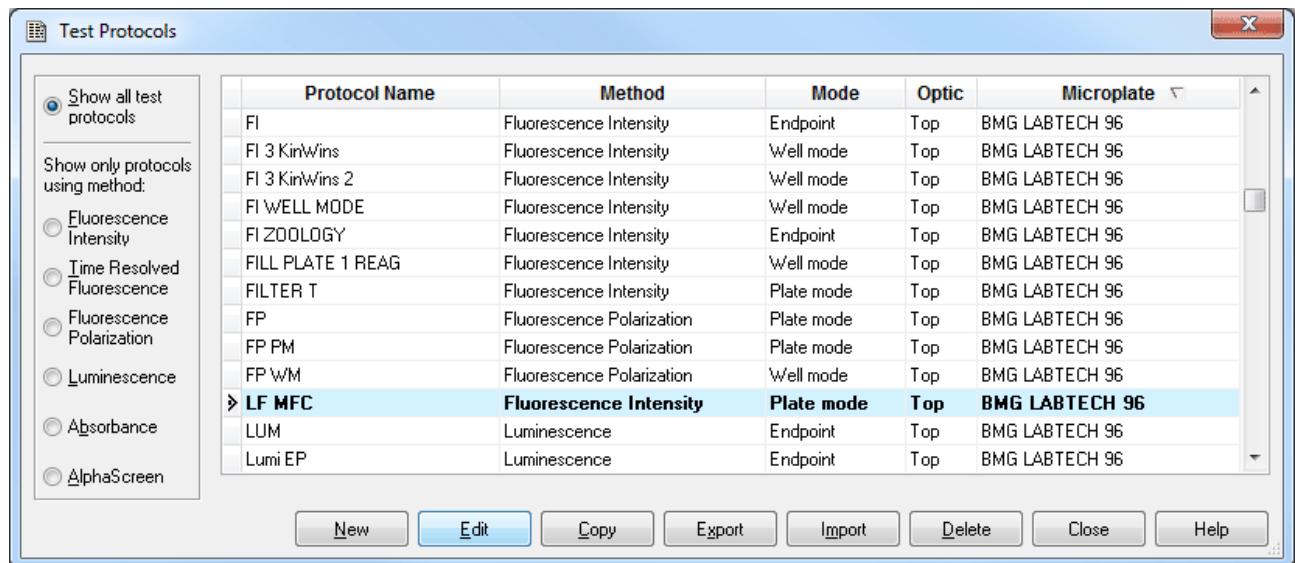 Test Protocols
Show all test
protocols
Show only protocols
using method:
Fluorescence
Intensity
Time Resolved
Fluorescence
Fluorescence
Polarization
Luminescence
Absorbance
AlphaScreen
Protocol Name Method Mode Optic Microplate
FI Fluorescence Intensity Endpoint Top BMG LABTECH 96
FI 3 KinWins Fluorescence Intensity Well mode Top BMG LABTECH 96
FI 3 KinWins 2 Fluorescence Intensity Well mode Top BMG LABTECH 96
FI WELL MODE Fluorescence Intensity Well mode Top BMG LABTECH 96
FI ZOOLOGY Fluorescence Intensity Endpoint Top BMG LABTECH 96
FILL PLATE 1 REAG Fluorescence Intensity Well mode Top BMG LABTECH 96
FILTER T Fluorescence Intensity Plate mode Top BMG LABTECH 96
FP Fluorescence Polarization Plate mode Top BMG LABTECH 96
FP PM Fluorescence Polarization Plate mode Top BMG LABTECH 96
FP WM Fluorescence Polarization Well mode Top BMG LABTECH 96
LF MFC Fluorescence Intensity Plate mode Top BMG LABTECH 96
LUM Luminescence Endpoint Top BMG LABTECH 96
Lumi EP Luminescence Endpoint Top BMG LABTECH 96
New Edit Copy Export Import Delete Close Help